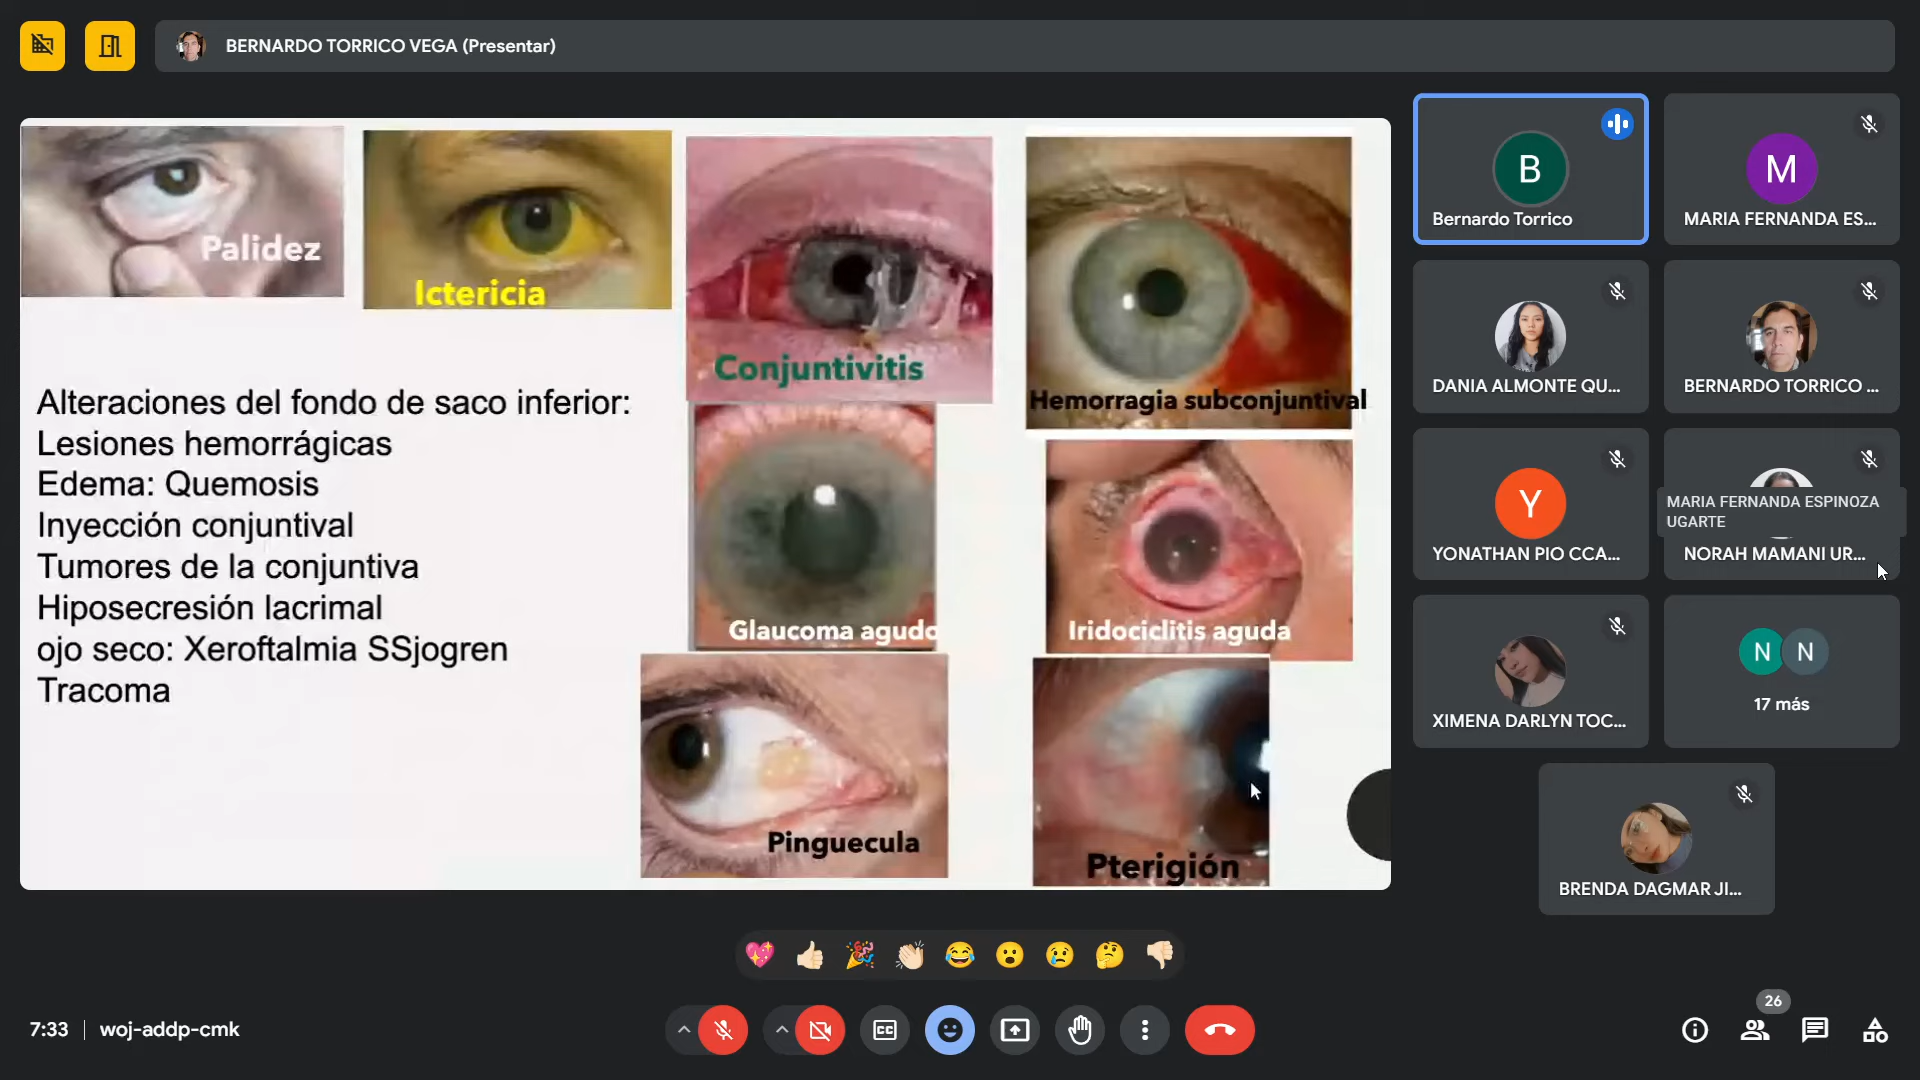 BERNARDO TORRICO VEGA (Presentar)
Palidez
Ictericia
Conjuntivitis
Hemorragia subconjuntival
Alteraciones del fondo de saco inferior:
Lesiones hemorrágicas
Edema: Quemosis
Inyección conjuntival
Tumores de la conjuntiva
Hiposecresión lacrimal
ojo seco: Xeroftalmia SSjogren
Tracoma
Glaucoma agudo
Iridociclitis aguda
Pinguecula
Pterigión
B
Bernardo Torrico
M
MARIA FERNANDA ES...
DANIA ALMONTE QU...
BERNARDO TORRICO ...
Y
YONATHAN PIO CCA...
MARIA FERNANDA ESPINOZA
UGARTE
NORAH MAMANI UR...
XIMENA DARLYN TOC...
N N
17 más
BRENDA DAGMAR JI...
7:33 | woj-addp-cmk
CC
26